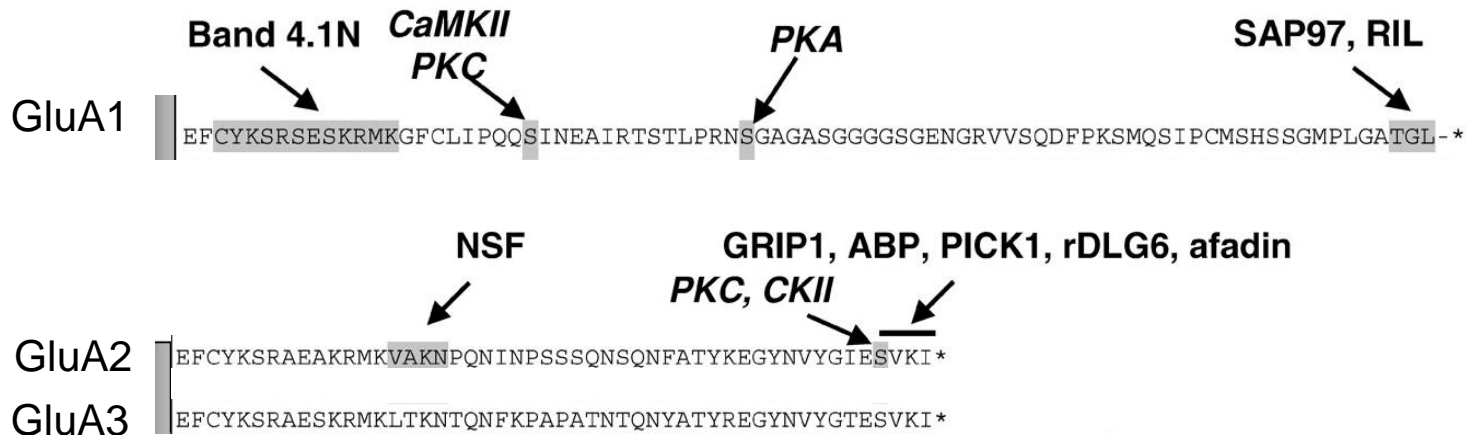 Band 4.1N CaMKII PKC PKA SAP97, RIL
GluA1 EFCYKSRSESKRMKGFCLIPQQSINEAIRTSTLPRNSGAGASGGGGSGENGRVVSQDFPKSMQSIPCMSHSSGMPLGATGL-*
NSF GRIP1, ABP, PICK1, rDLG6, afadin
PKC, CKII
GluA2 EFCYKSRAEAKRMKVAKNPQNINPSSSQNSQNFATYKEGYNVYGIESVKI*
GluA3 EFCYKSRAESKRMKLTKNTQNFKPAPATNTQNYATYREGYNVYGTESVKI*